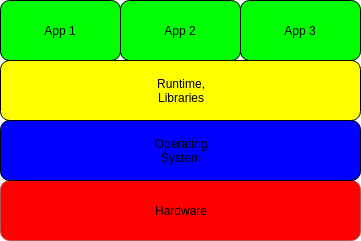 App 1
App 2
App 3
Runtime,
Libraries
Operating
System
Hardware